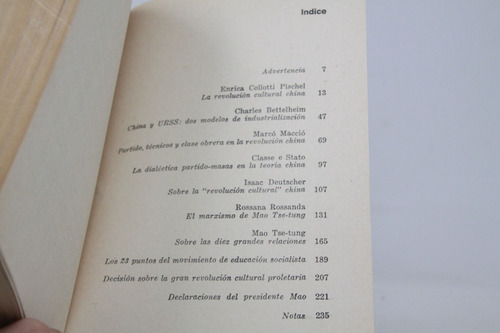 Indice
Advertencia 7
Enrica Collotti Pischel
La revolución cultural china 13
Charles Bettelheim
China y URSS: dos modelos de industrialización 47
Marcó Macció
Partido, técnicos y clase obrera en la revolución china 69
Classe e Stato
La dialéctica partido-masas en la teoría china 97
Isaac Deutscher
Sobre la "revolución cultural" china 107
Rossana Rossanda
El marxismo de Mao Tse-tung 131
Mao Tse-tung
Sobre las diez grandes relaciones 165
Los 23 puntos del movimiento de educación socialista 189
Decisión sobre la gran revolución cultural proletaria 207
Declaraciones del presidente Mao 221
Notas 235